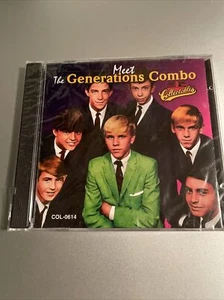 Meet
The Generations Combo
Collectables
COL-0614